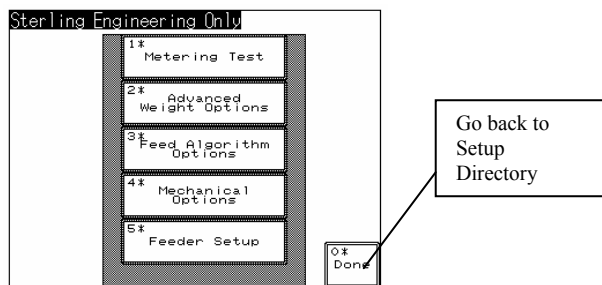 Sterling Engineering Only
1*
Metering Test
2*
Advanced
Weight Options
3*
Feed Algorithm
Options
4*
Mechanical
Options
5*
Feeder Setup
0*
Done
Go back to
Setup
Directory